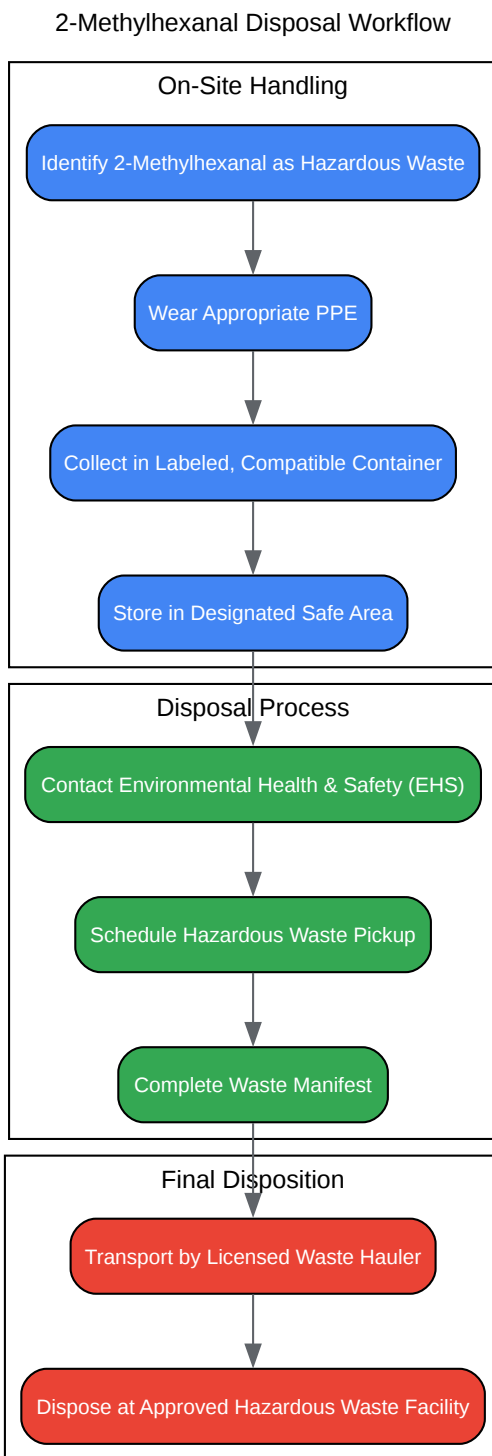 2-Methylhexanal Disposal Workflow
On-Site Handling
Identify 2-Methylhexanal as Hazardous Waste
Wear Appropriate PPE
Collect in Labeled, Compatible Container
Store in Designated Safe Area
Disposal Process
Contact Environmental Health & Safety (EHS)
Schedule Hazardous Waste Pickup
Complete Waste Manifest
Final Disposition
Transport by Licensed Waste Hauler
Dispose at Approved Hazardous Waste Facility